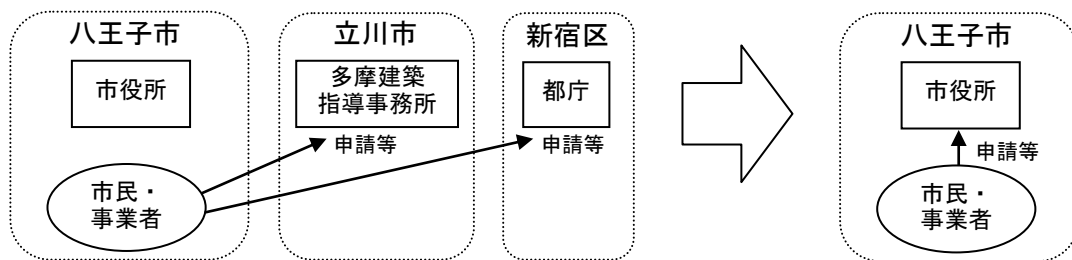 八王子市
市役所
市民・
事業者
立川市
多摩建築
指導事務所
申請等
新宿区
都庁
申請等
八王子市
市役所
申請等
市民・
事業者